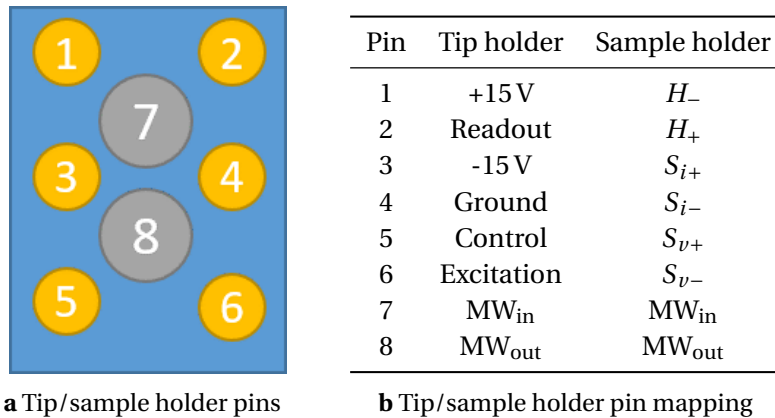 1 2
7
3 4
8
5 6
a Tip/sample holder pins
Pin Tip holder Sample holder
1 +15 V H₋
2 Readout H₊
3 -15 V Sᵢ₊
4 Ground Sᵢ₋
5 Control Sᵥ₊
6 Excitation Sᵥ₋
7 MWin MWin
8 MWout MWout
b Tip/sample holder pin mapping